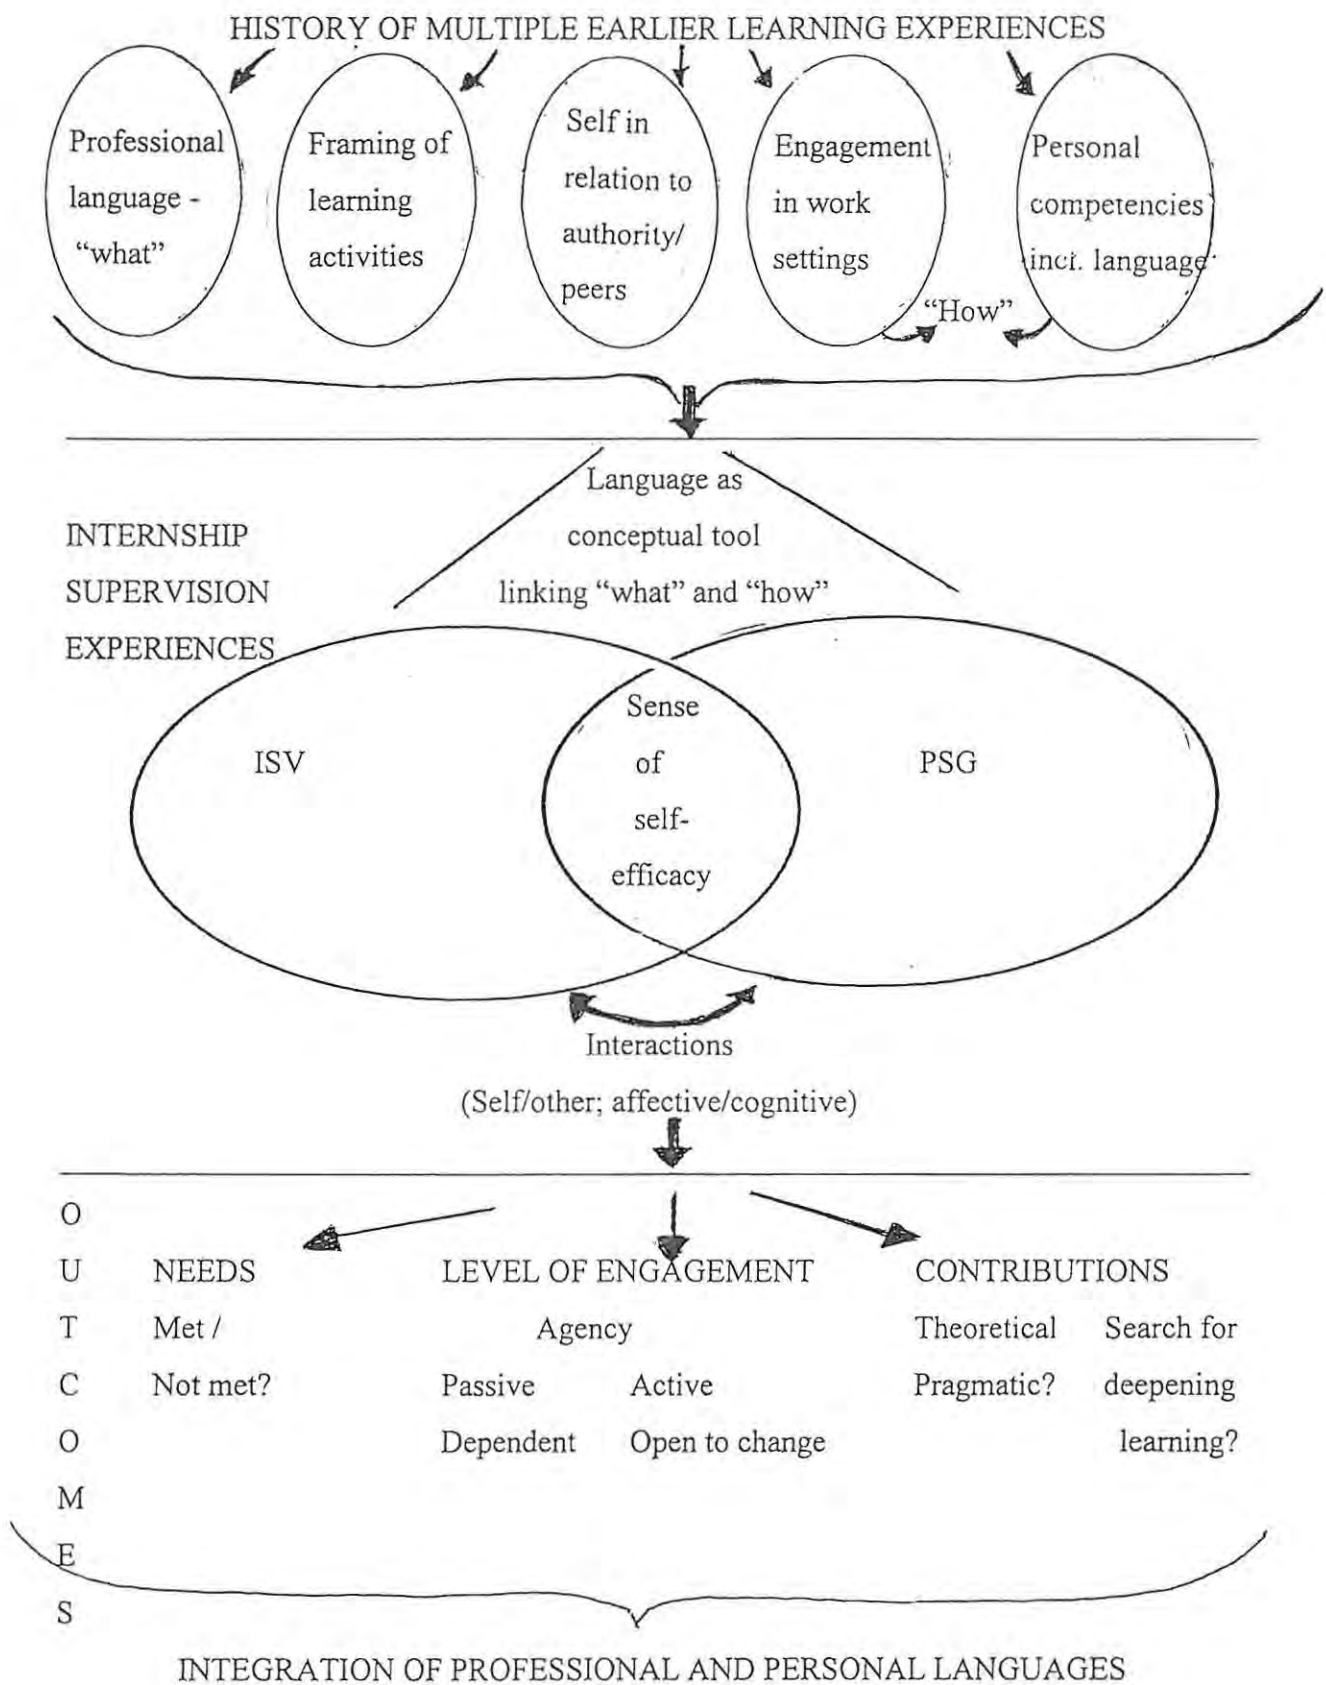 HISTORY OF MULTIPLE EARLIER LEARNING EXPERIENCES
Professional
language -
“what”
Framing of
learning
activities
Self in
relation to
authority/
peers
Engagement
in work
settings
Personal
competencies
incl. language
“How”
Language as
conceptual tool
linking “what” and “how”
INTERNSHIP
SUPERVISION
EXPERIENCES
ISV
Sense
of
self-
efficacy
PSG
Interactions
(Self/other; affective/cognitive)
O
U
T
C
O
M
E
S
NEEDS
Met /
Not met?
LEVEL OF ENGAGEMENT
Agency
Passive
Dependent
Active
Open to change
CONTRIBUTIONS
Theoretical
Pragmatic?
Search for
deepening
learning?
INTEGRATION OF PROFESSIONAL AND PERSONAL LANGUAGES